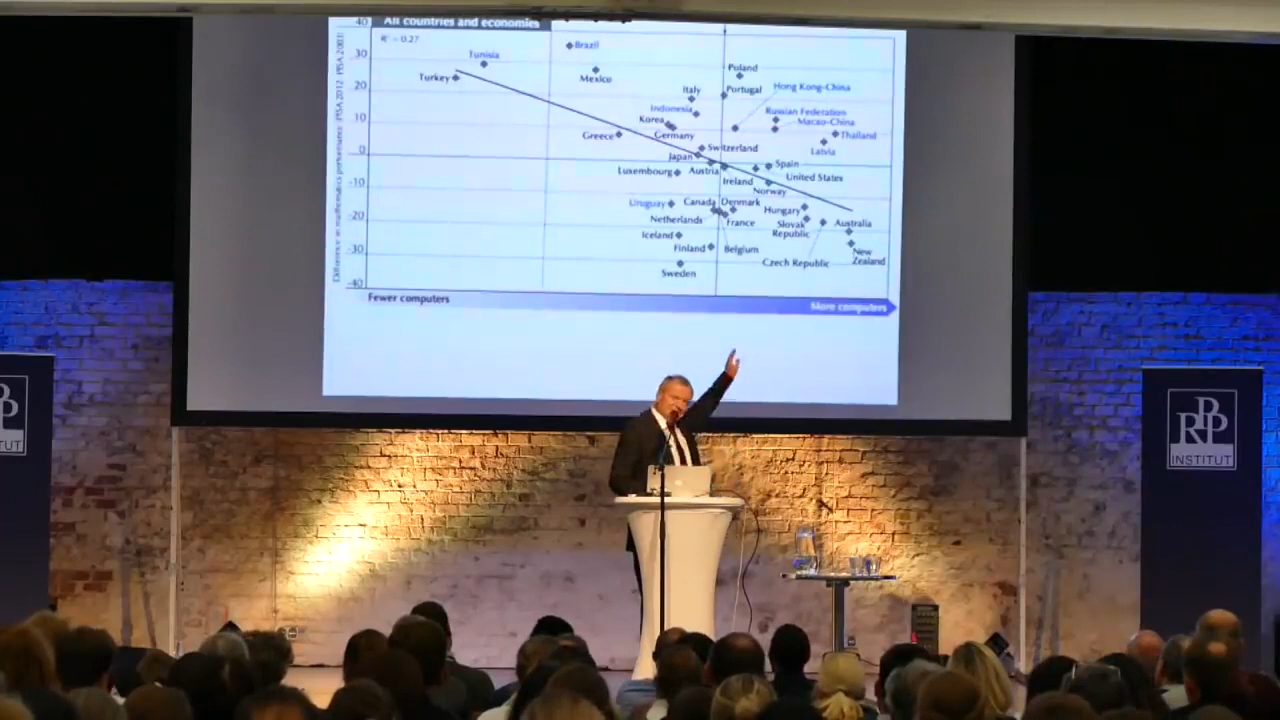 All countries and economies
R² = 0.27
40
30
20
10
0
-10
-20
-30
-40
Difference in mathematics performance (PISA 2012 - PISA 2003)
Brazil
Tunisia
Turkey
Mexico
Poland
Italy
Portugal
Hong Kong-China
Indonesia
Russian Federation
Korea
Macao-China
Greece
Germany
Thailand
Latvia
Switzerland
Japan
Spain
Luxembourg
Austria
United States
Ireland
Norway
Uruguay
Canada
Denmark
Hungary
Netherlands
France
Slovak
Republic
Australia
Iceland
Finland
Belgium
New
Zealand
Czech Republic
Sweden
Fewer computers
More computers
RPP
INSTITUT
P
TUT